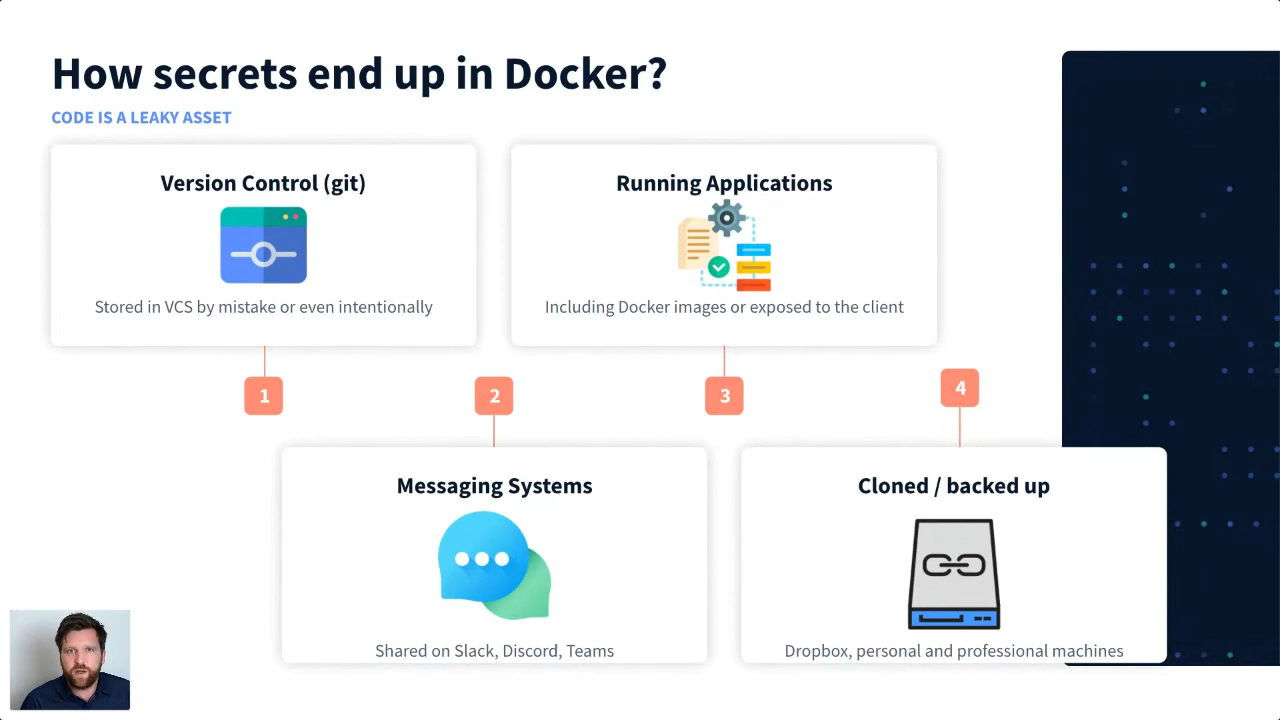 How secrets end up in Docker?
CODE IS A LEAKY ASSET
Version Control (git)
Stored in VCS by mistake or even intentionally
Running Applications
Including Docker images or exposed to the client
1
2
3
4
Messaging Systems
Shared on Slack, Discord, Teams
Cloned / backed up
Dropbox, personal and professional machines